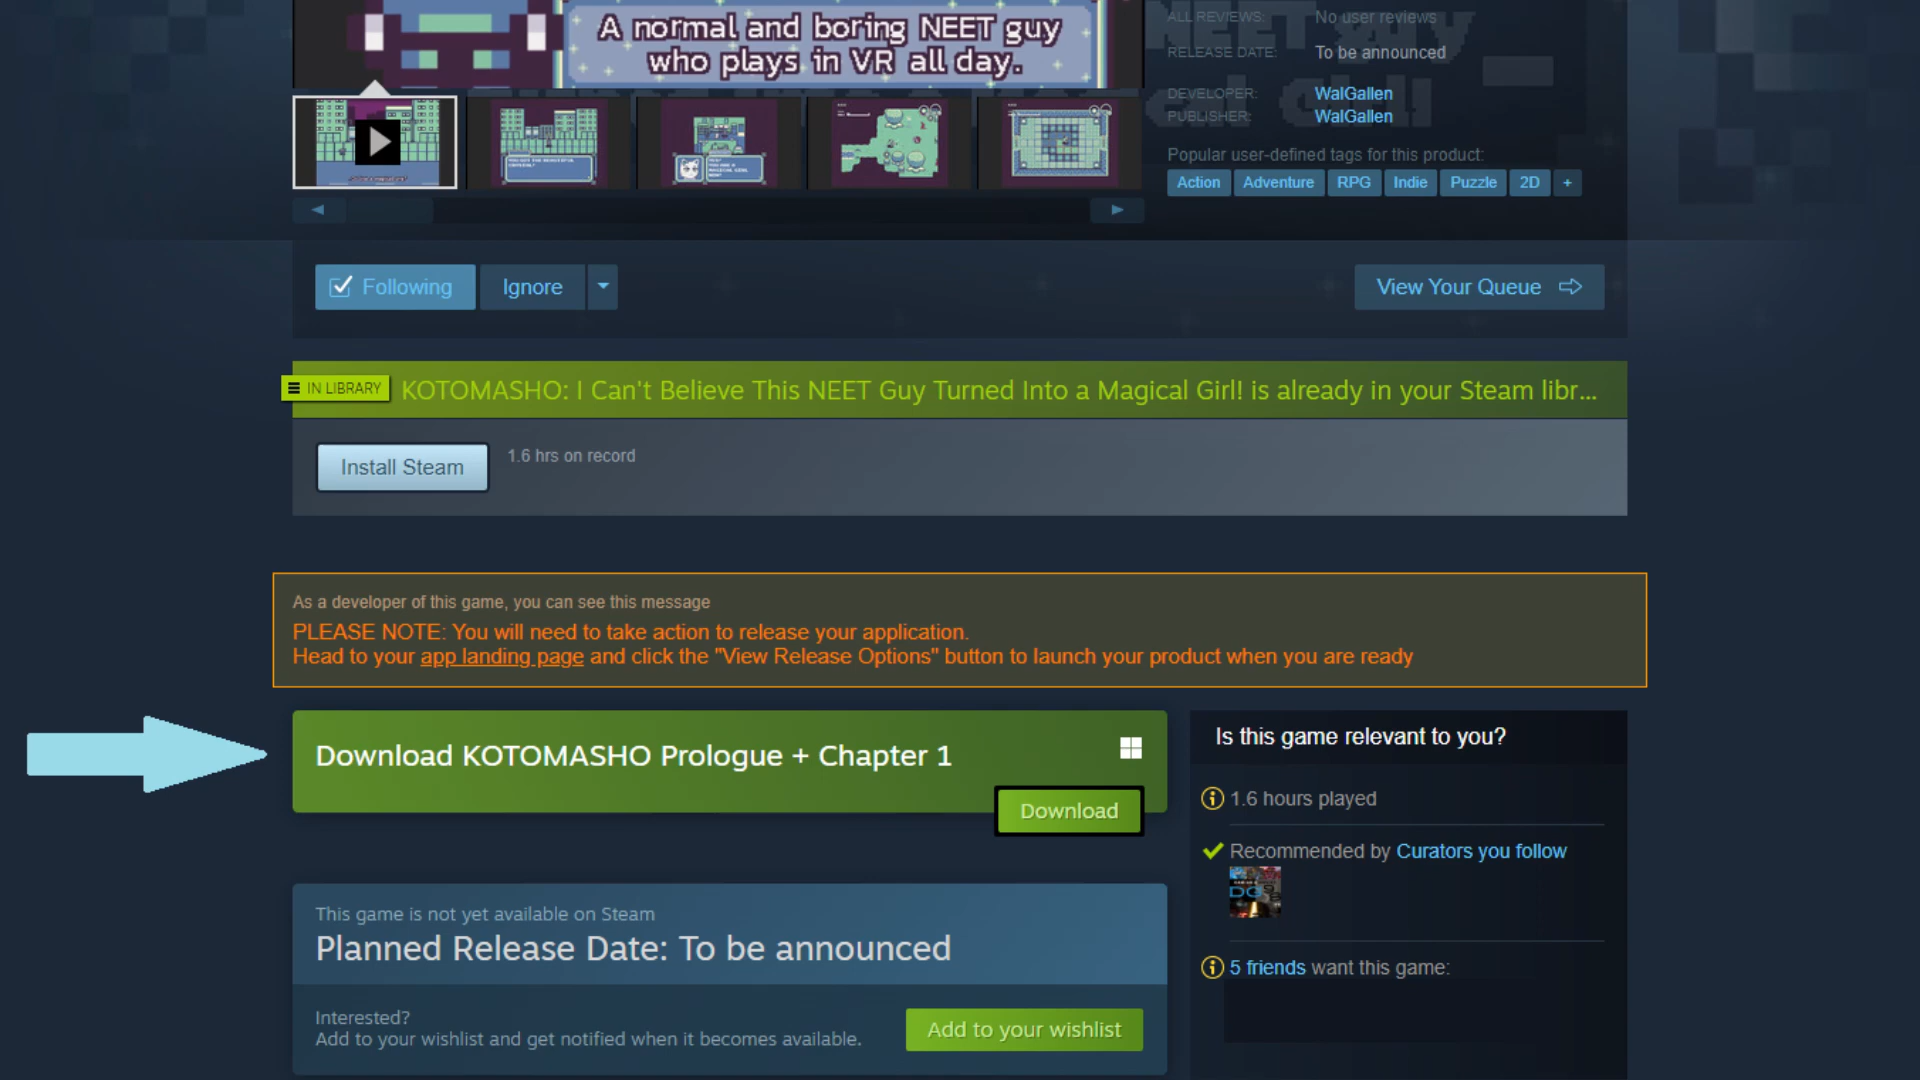 A normal and boring NEET guy
who plays in VR all day.
ALL REVIEWS: No user reviews
RELEASE DATE: To be announced
DEVELOPER: WalGallen
PUBLISHER: WalGallen
Popular user-defined tags for this product:
Action Adventure RPG Indie Puzzle 2D +
Following Ignore View Your Queue
IN LIBRARY KOTOMASHO: I Can't Believe This NEET Guy Turned Into a Magical Girl! is already in your Steam libr...
Install Steam 1.6 hrs on record
As a developer of this game, you can see this message
PLEASE NOTE: You will need to take action to release your application.
Head to your app landing page and click the "View Release Options" button to launch your product when you are ready
Download KOTOMASHO Prologue + Chapter 1
Download
This game is not yet available on Steam
Planned Release Date: To be announced
Interested?
Add to your wishlist and get notified when it becomes available.
Add to your wishlist
Is this game relevant to you?
1.6 hours played
Recommended by Curators you follow
5 friends want this game: